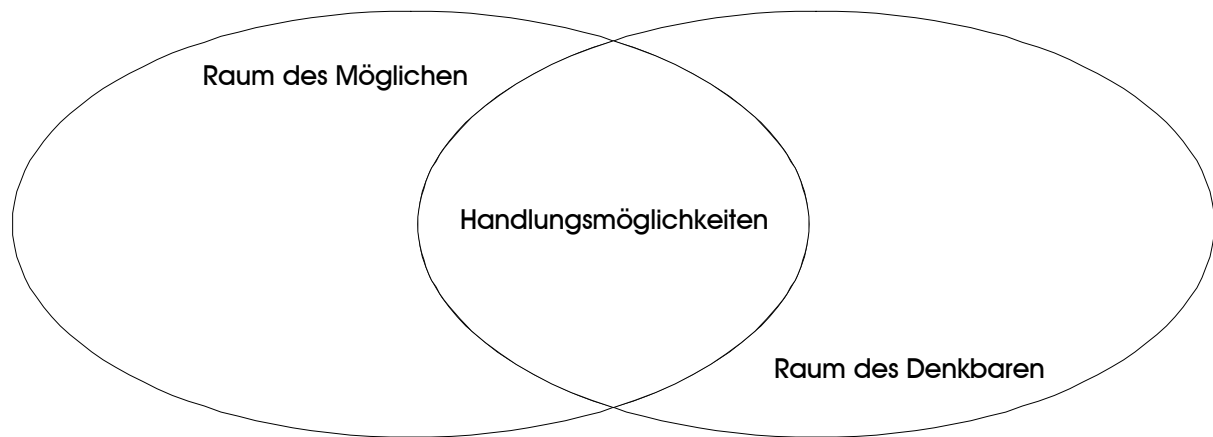 Raum des Möglichen
Handlungsmöglichkeiten
Raum des Denkbaren